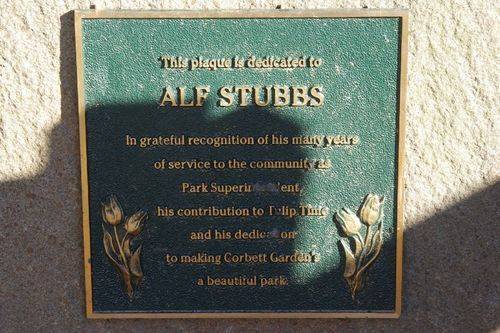 This plaque is dedicated to
ALF STUBBS
In grateful recognition of his many years
of service to the community as
Park Superintendent,
his contribution to Tulip Time
and his dedication
to making Corbett Gardens
a beautiful park.